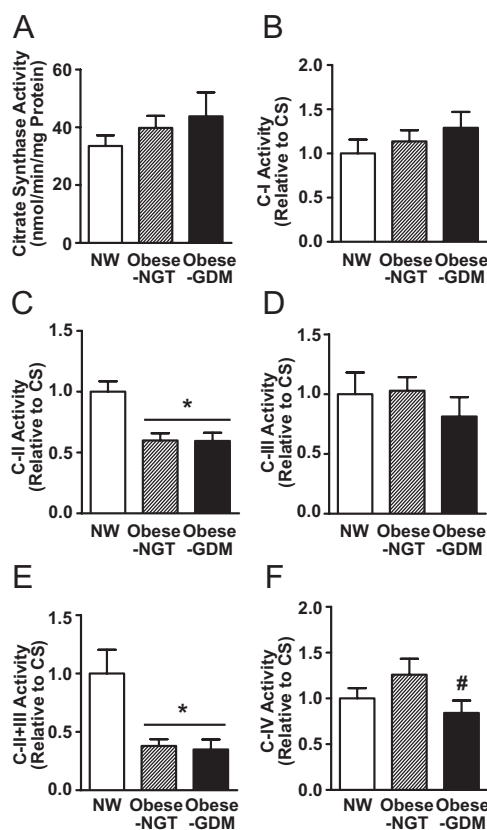 A
Citrate Synthase Activity
(nmol/min/mg Protein)
60
40
20
0
NW
Obese
-NGT
Obese
-GDM
B
C-I Activity
(Relative to CS)
2.0
1.5
1.0
0.5
0.0
NW
Obese
-NGT
Obese
-GDM
C
C-II Activity
(Relative to CS)
1.5
1.0
0.5
0.0
*
NW
Obese
-NGT
Obese
-GDM
D
C-III Activity
(Relative to CS)
1.5
1.0
0.5
0.0
NW
Obese
-NGT
Obese
-GDM
E
C-II+III Activity
(Relative to CS)
1.5
1.0
0.5
0.0
*
NW
Obese
-NGT
Obese
-GDM
F
C-IV Activity
(Relative to CS)
2.0
1.5
1.0
0.5
0.0
#
NW
Obese
-NGT
Obese
-GDM